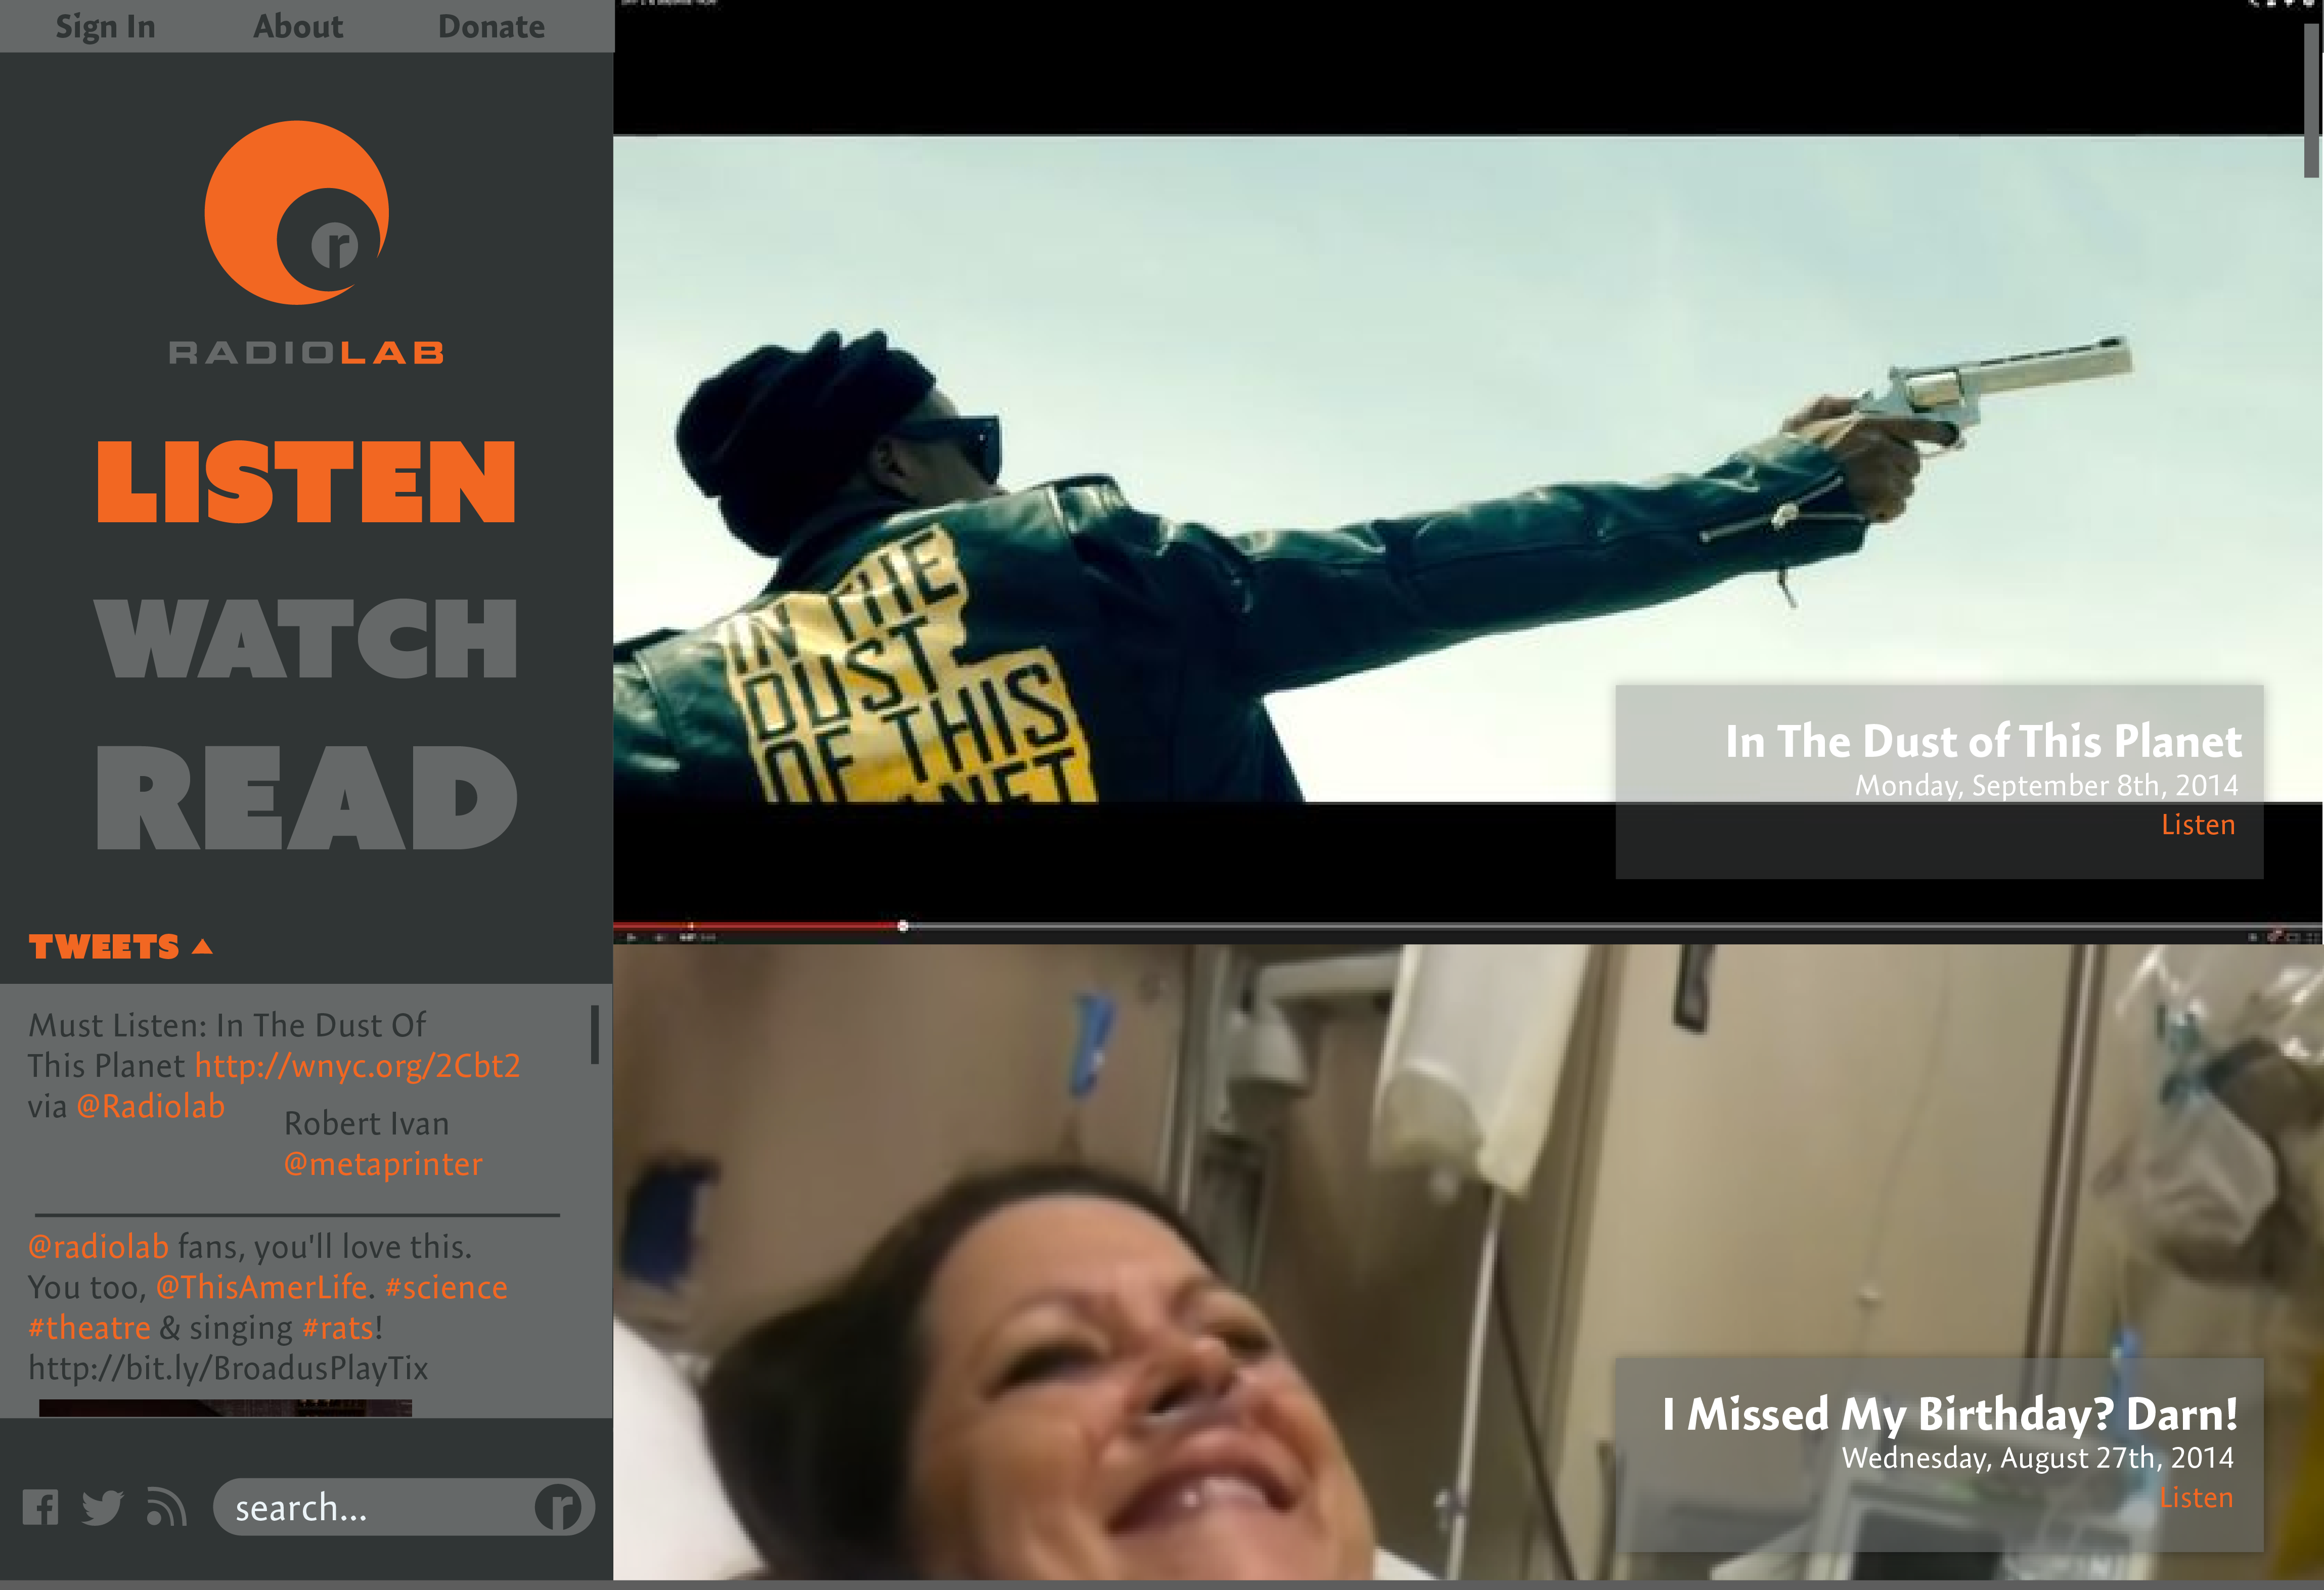 Sign In
About
Donate
r
RADIOLAB
LISTEN
WATCH
READ
TWEETS
Must Listen: In The Dust Of
This Planet http://wnyc.org/2Cbt2
via @Radiolab
Robert Ivan
@metaprinter
@radiolab fans, you'll love this.
You too, @ThisAmerLife. #science
#theatre & singing #rats!
http://bit.ly/BroadusPlayTix
search...
r
IN THE
DUST
OF THIS
In The Dust of This Planet
Monday, September 8th, 2014
Listen
I Missed My Birthday? Darn!
Wednesday, August 27th, 2014
Listen